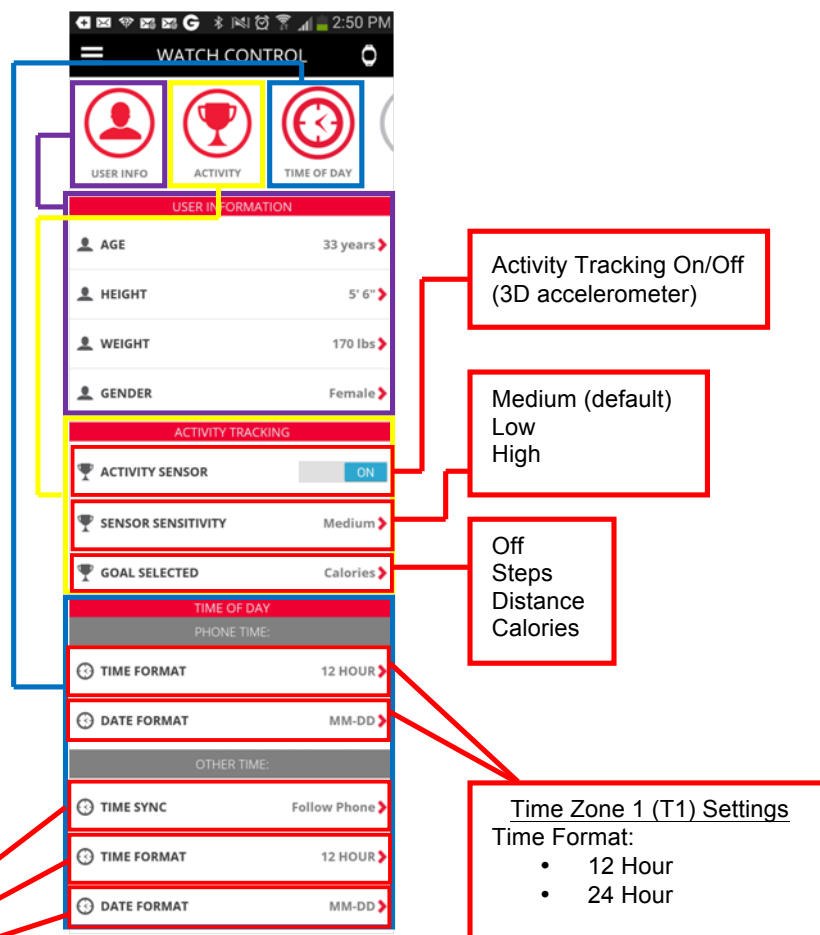 2:50 PM
WATCH CONTROL
USER INFO
ACTIVITY
TIME OF DAY
USER INFORMATION
AGE 33 years
HEIGHT 5' 6"
WEIGHT 170 lbs
GENDER Female
ACTIVITY TRACKING
ACTIVITY SENSOR ON
SENSOR SENSITIVITY Medium
GOAL SELECTED Calories
TIME OF DAY
PHONE TIME:
TIME FORMAT 12 HOUR
DATE FORMAT MM-DD
OTHER TIME:
TIME SYNC Follow Phone
TIME FORMAT 12 HOUR
DATE FORMAT MM-DD
Activity Tracking On/Off
(3D accelerometer)
Medium (default)
Low
High
Off
Steps
Distance
Calories
Time Zone 1 (T1) Settings
Time Format:
• 12 Hour
• 24 Hour